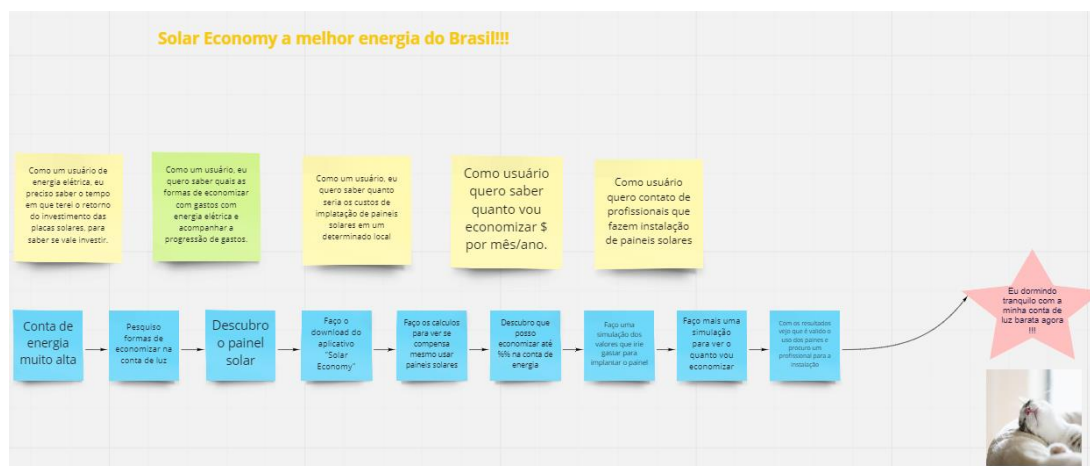 Solar Economy a melhor energia do Brasil!!!
Como um usuário de
energia elétrica, eu
preciso saber o tempo
em que terei o retorno
do investimento das
placas solares, para
saber se vale investir.
Como um usuário, eu
quero saber quais as
formas de economizar
com gastos com
energia elétrica e
acompanhar a
progressão de gastos.
Como um usuário, eu
quero saber quanto
seria os custos de
implatação de paineis
solares em um
determinado local
Como usuário
quero saber
quanto vou
economizar $
por mês/ano.
Como usuário
quero contato de
profissionais que
fazem instalação
de paineis solares
Conta de
energia
muito alta
Pesquiso
formas de
economizar na
conta de luz
Descubro
o painel
solar
Faço o
download do
aplicativo
"Solar
Economy"
Faço os calculos
para ver se
compensa
mesmo usar
paineis solares
Descubro que
posso
economizar até
%% na conta de
energia
Faço uma
simulação dos
valores que irie
gastar para
implantar o painel
Faço mais uma
simulação
para ver o
quanto vou
economizar
Com os resultados
vejo que é valido o
uso dos paineis e
procuro um
profissional para a
instalação
Eu dormindo
tranquilo com a
minha conta de
luz barata agora
!!!